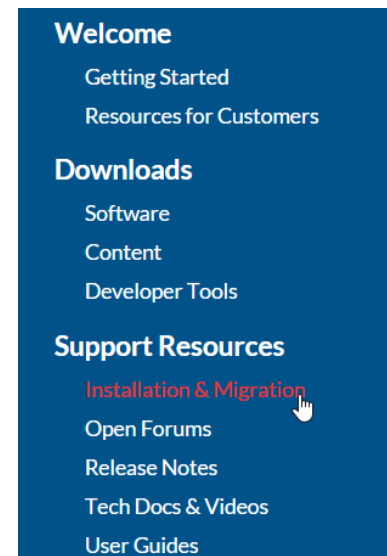 Welcome
Getting Started
Resources for Customers
Downloads
Software
Content
Developer Tools
Support Resources
Installation & Migration
Open Forums
Release Notes
Tech Docs & Videos
User Guides